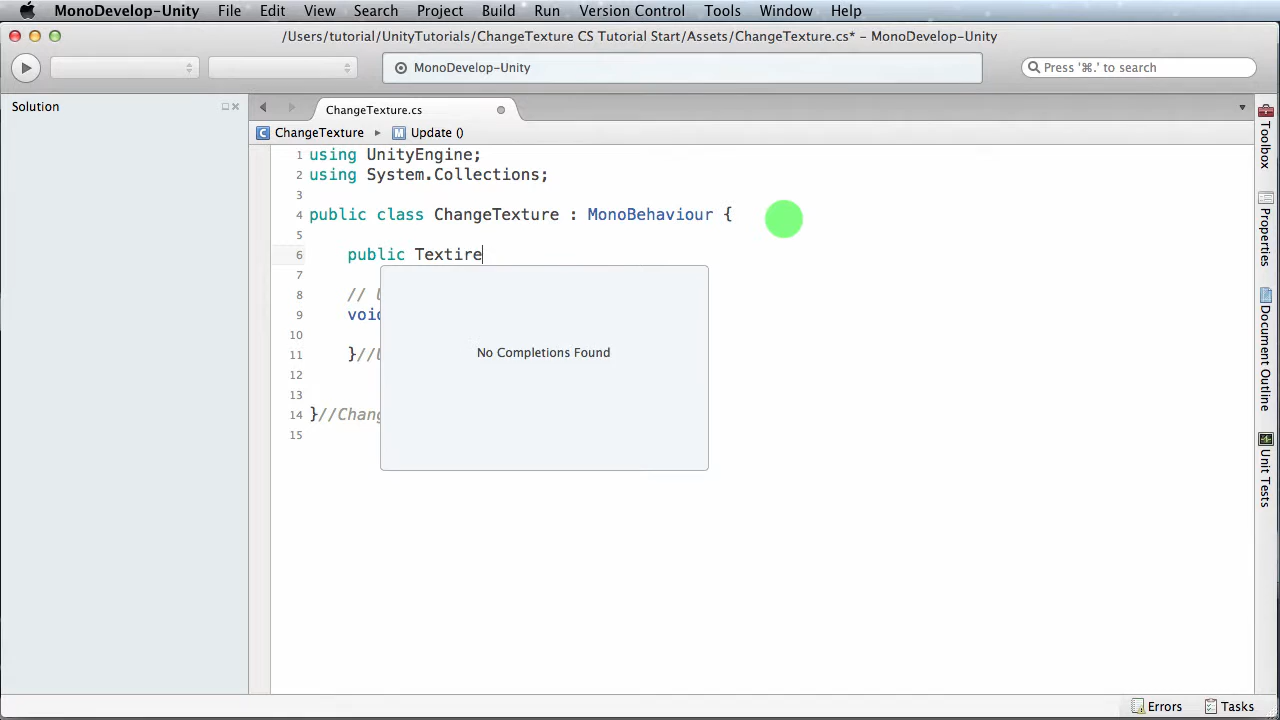 MonoDevelop-Unity File Edit View Search Project Build Run Version Control Tools Window Help
/Users/tutorial/UnityTutorials/ChangeTexture CS Tutorial Start/Assets/ChangeTexture.cs* – MonoDevelop-Unity
MonoDevelop-Unity
Press '⌘.' to search
Solution
ChangeTexture.cs
ChangeTexture ▸ Update ()
1 using UnityEngine;
2 using System.Collections;
3
4 public class ChangeTexture : MonoBehaviour {
5
6 public Textire
7
8 // U
9 void
10
11 }//U
12
13
14 }//Chang
15
No Completions Found
Toolbox
Properties
Document Outline
Unit Tests
Errors
Tasks